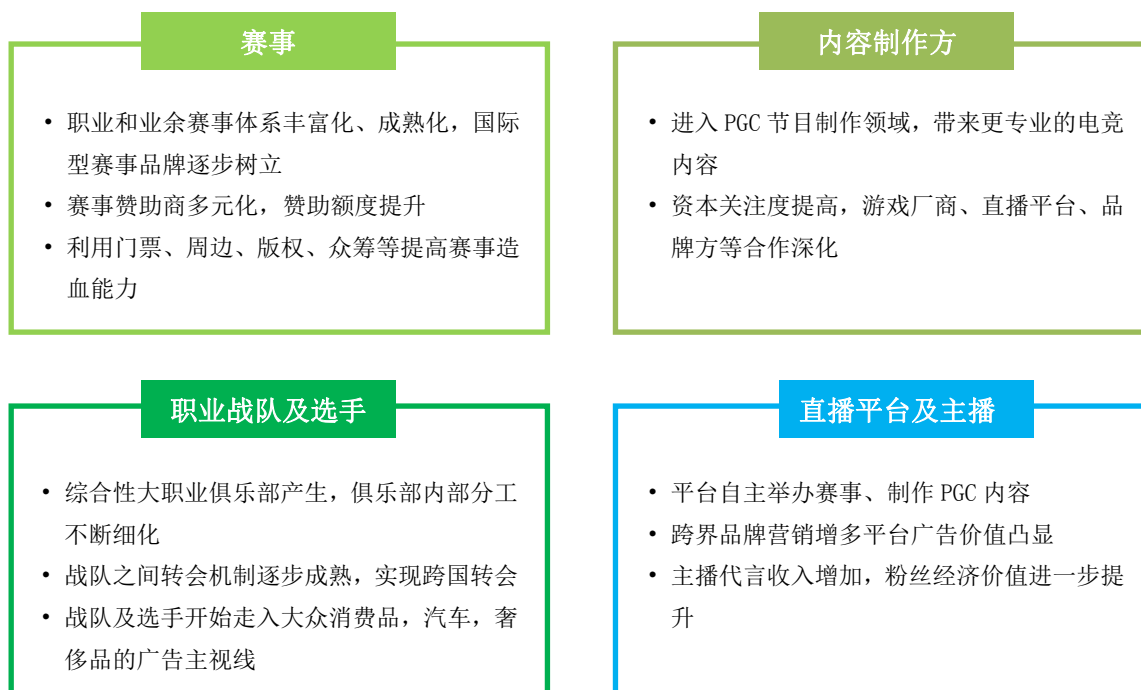 赛事
• 职业和业余赛事体系丰富化、成熟化，国际
型赛事品牌逐步树立
• 赛事赞助商多元化，赞助额度提升
• 利用门票、周边、版权、众筹等提高赛事造
血能力
内容制作方
• 进入 PGC 节目制作领域，带来更专业的电竞
内容
• 资本关注度提高，游戏厂商、直播平台、品
牌方等合作深化
职业战队及选手
• 综合性大职业俱乐部产生，俱乐部内部分工
不断细化
• 战队之间转会机制逐步成熟，实现跨国转会
• 战队及选手开始走入大众消费品，汽车，奢
侈品的广告主视线
直播平台及主播
• 平台自主举办赛事、制作 PGC 内容
• 跨界品牌营销增多平台广告价值凸显
• 主播代言收入增加，粉丝经济价值进一步提
升